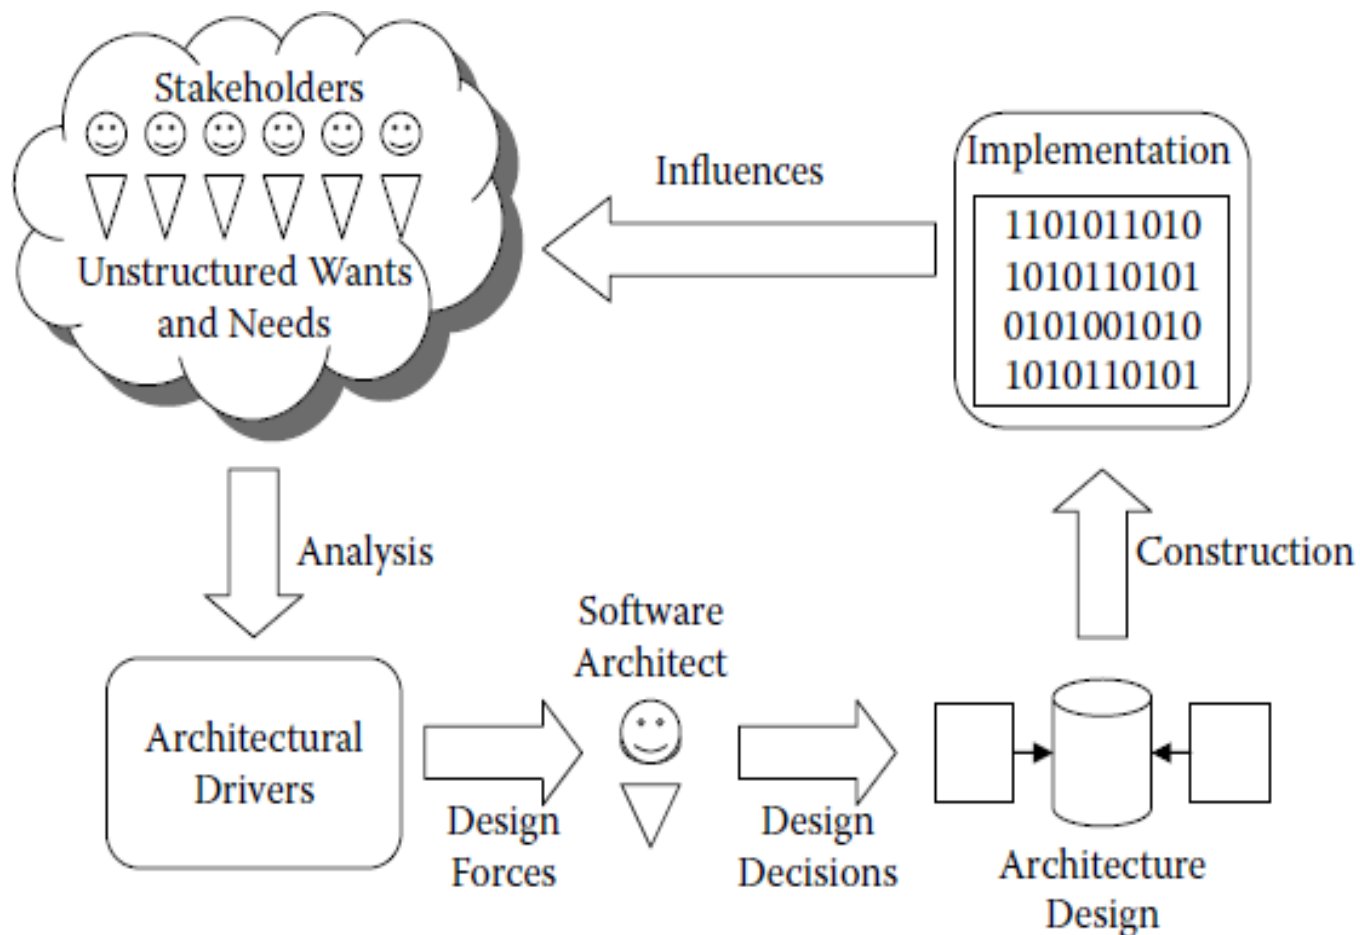 Stakeholders
Unstructured Wants
and Needs
Influences
Implementation
1101011010
1010110101
0101001010
1010110101
Analysis
Construction
Software
Architect
Architectural
Drivers
Design
Forces
Design
Decisions
Architecture
Design